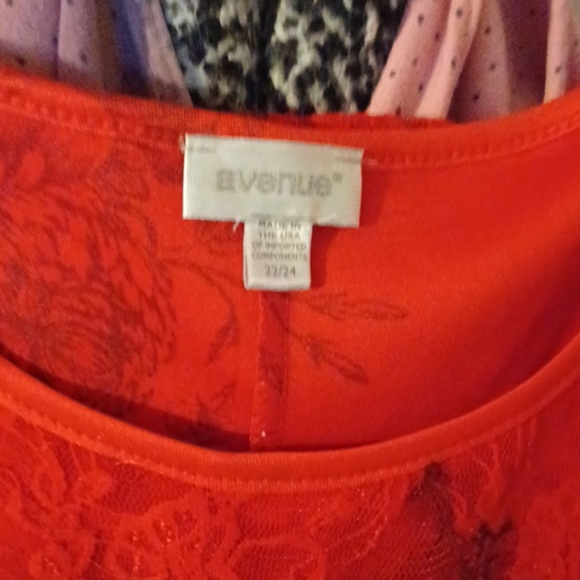 avenue®
MADE IN
THE USA
OF IMPORTED
COMPONENTS
22/24